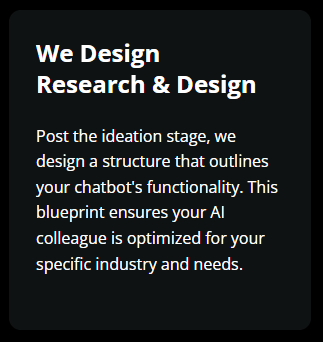 We Design
Research & Design
Post the ideation stage, we
design a structure that outlines
your chatbot's functionality. This
blueprint ensures your AI
colleague is optimized for your
specific industry and needs.